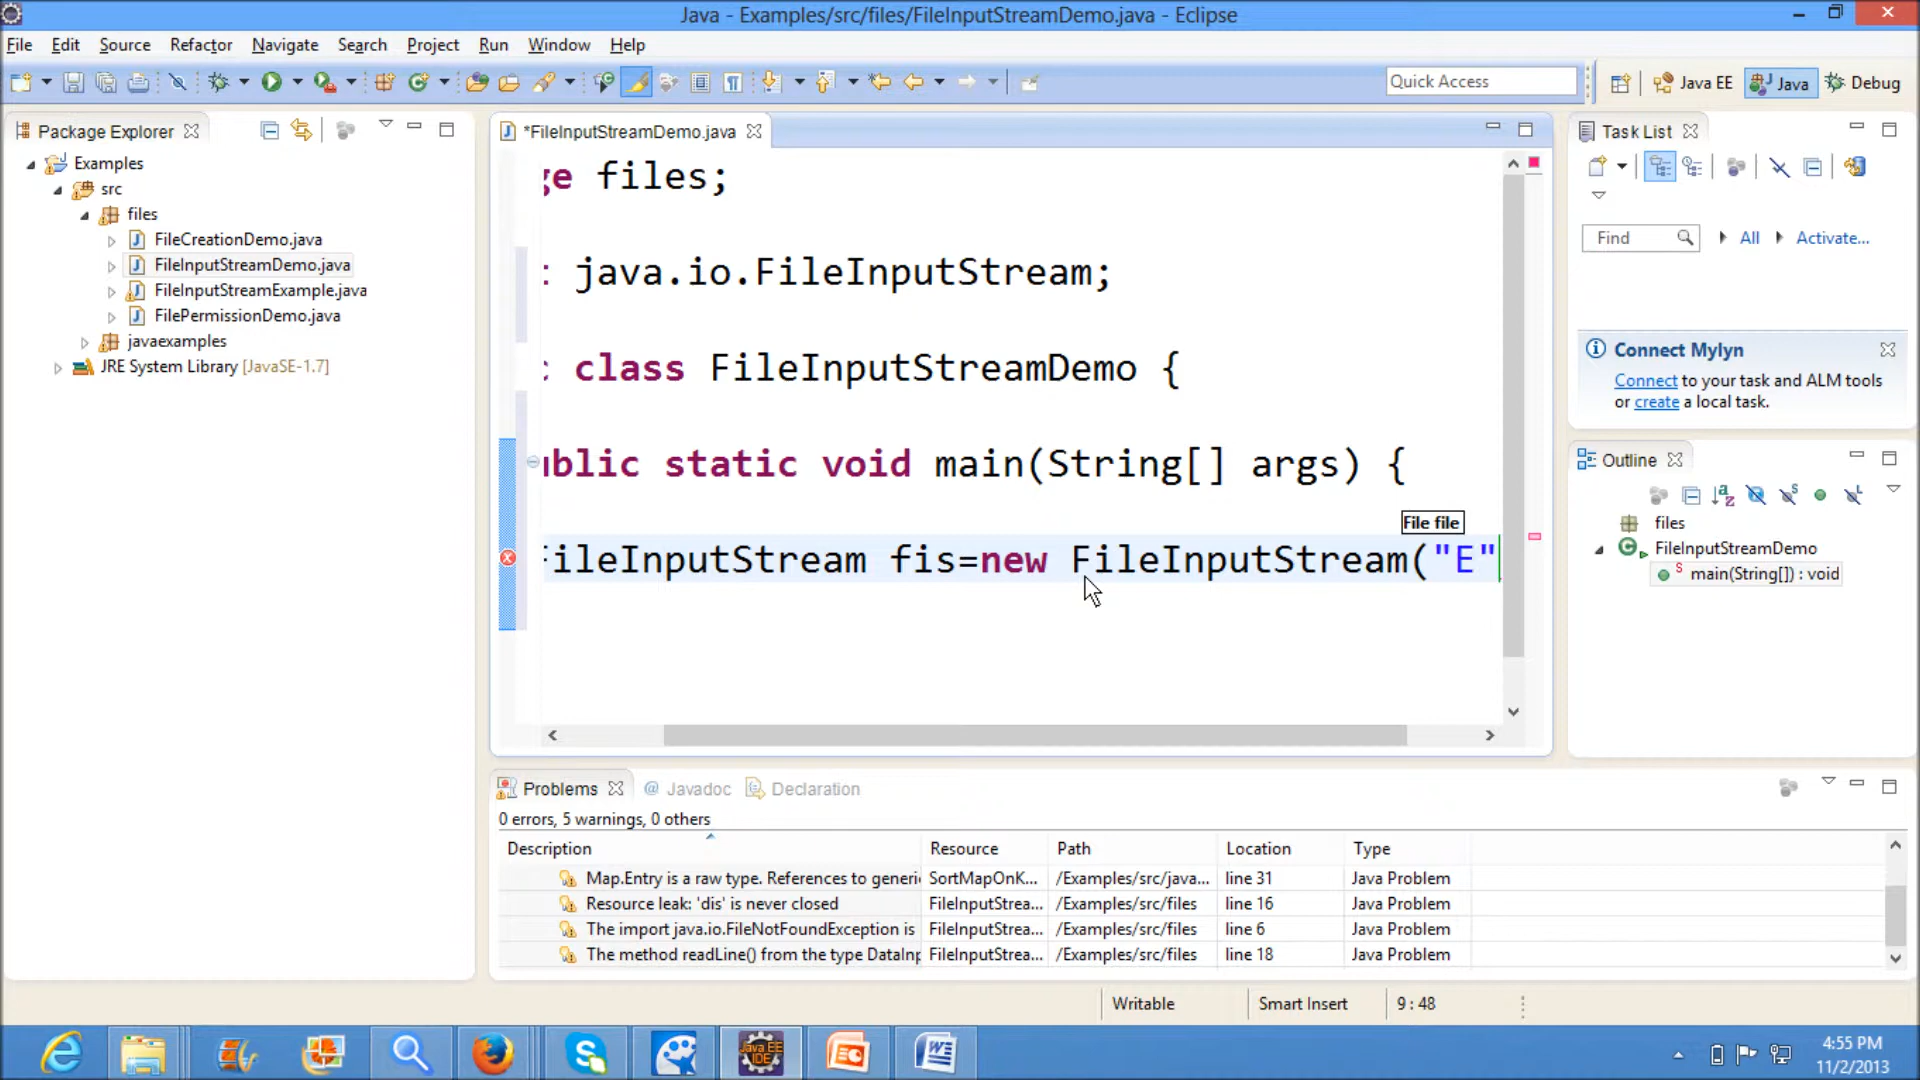 Java - Examples/src/files/FileInputStreamDemo.java - Eclipse
File Edit Source Refactor Navigate Search Project Run Window Help
Quick Access
Java EE
Java
Debug
Package Explorer
Examples
src
files
FileCreationDemo.java
FileInputStreamDemo.java
FileInputStreamExample.java
FilePermissionDemo.java
javaexamples
JRE System Library [JavaSE-1.7]
*FileInputStreamDemo.java
ge files;
: java.io.FileInputStream;
c class FileInputStreamDemo {
ublic static void main(String[] args) {
File file
FileInputStream fis=new FileInputStream("E"
Task List
Find
All
Activate...
Connect Mylyn
Connect to your task and ALM tools
or create a local task.
Outline
files
FileInputStreamDemo
S main(String[]) : void
Problems @ Javadoc Declaration
0 errors, 5 warnings, 0 others
Description Resource Path Location Type
Map.Entry is a raw type. References to generi SortMapOnK... /Examples/src/java... line 31 Java Problem
Resource leak: 'dis' is never closed FileInputStrea... /Examples/src/files line 16 Java Problem
The import java.io.FileNotFoundException is FileInputStrea... /Examples/src/files line 6 Java Problem
The method readLine() from the type DataInp FileInputStrea... /Examples/src/files line 18 Java Problem
Writable Smart Insert 9 : 48
Java EE
IDE
4:55 PM
11/2/2013